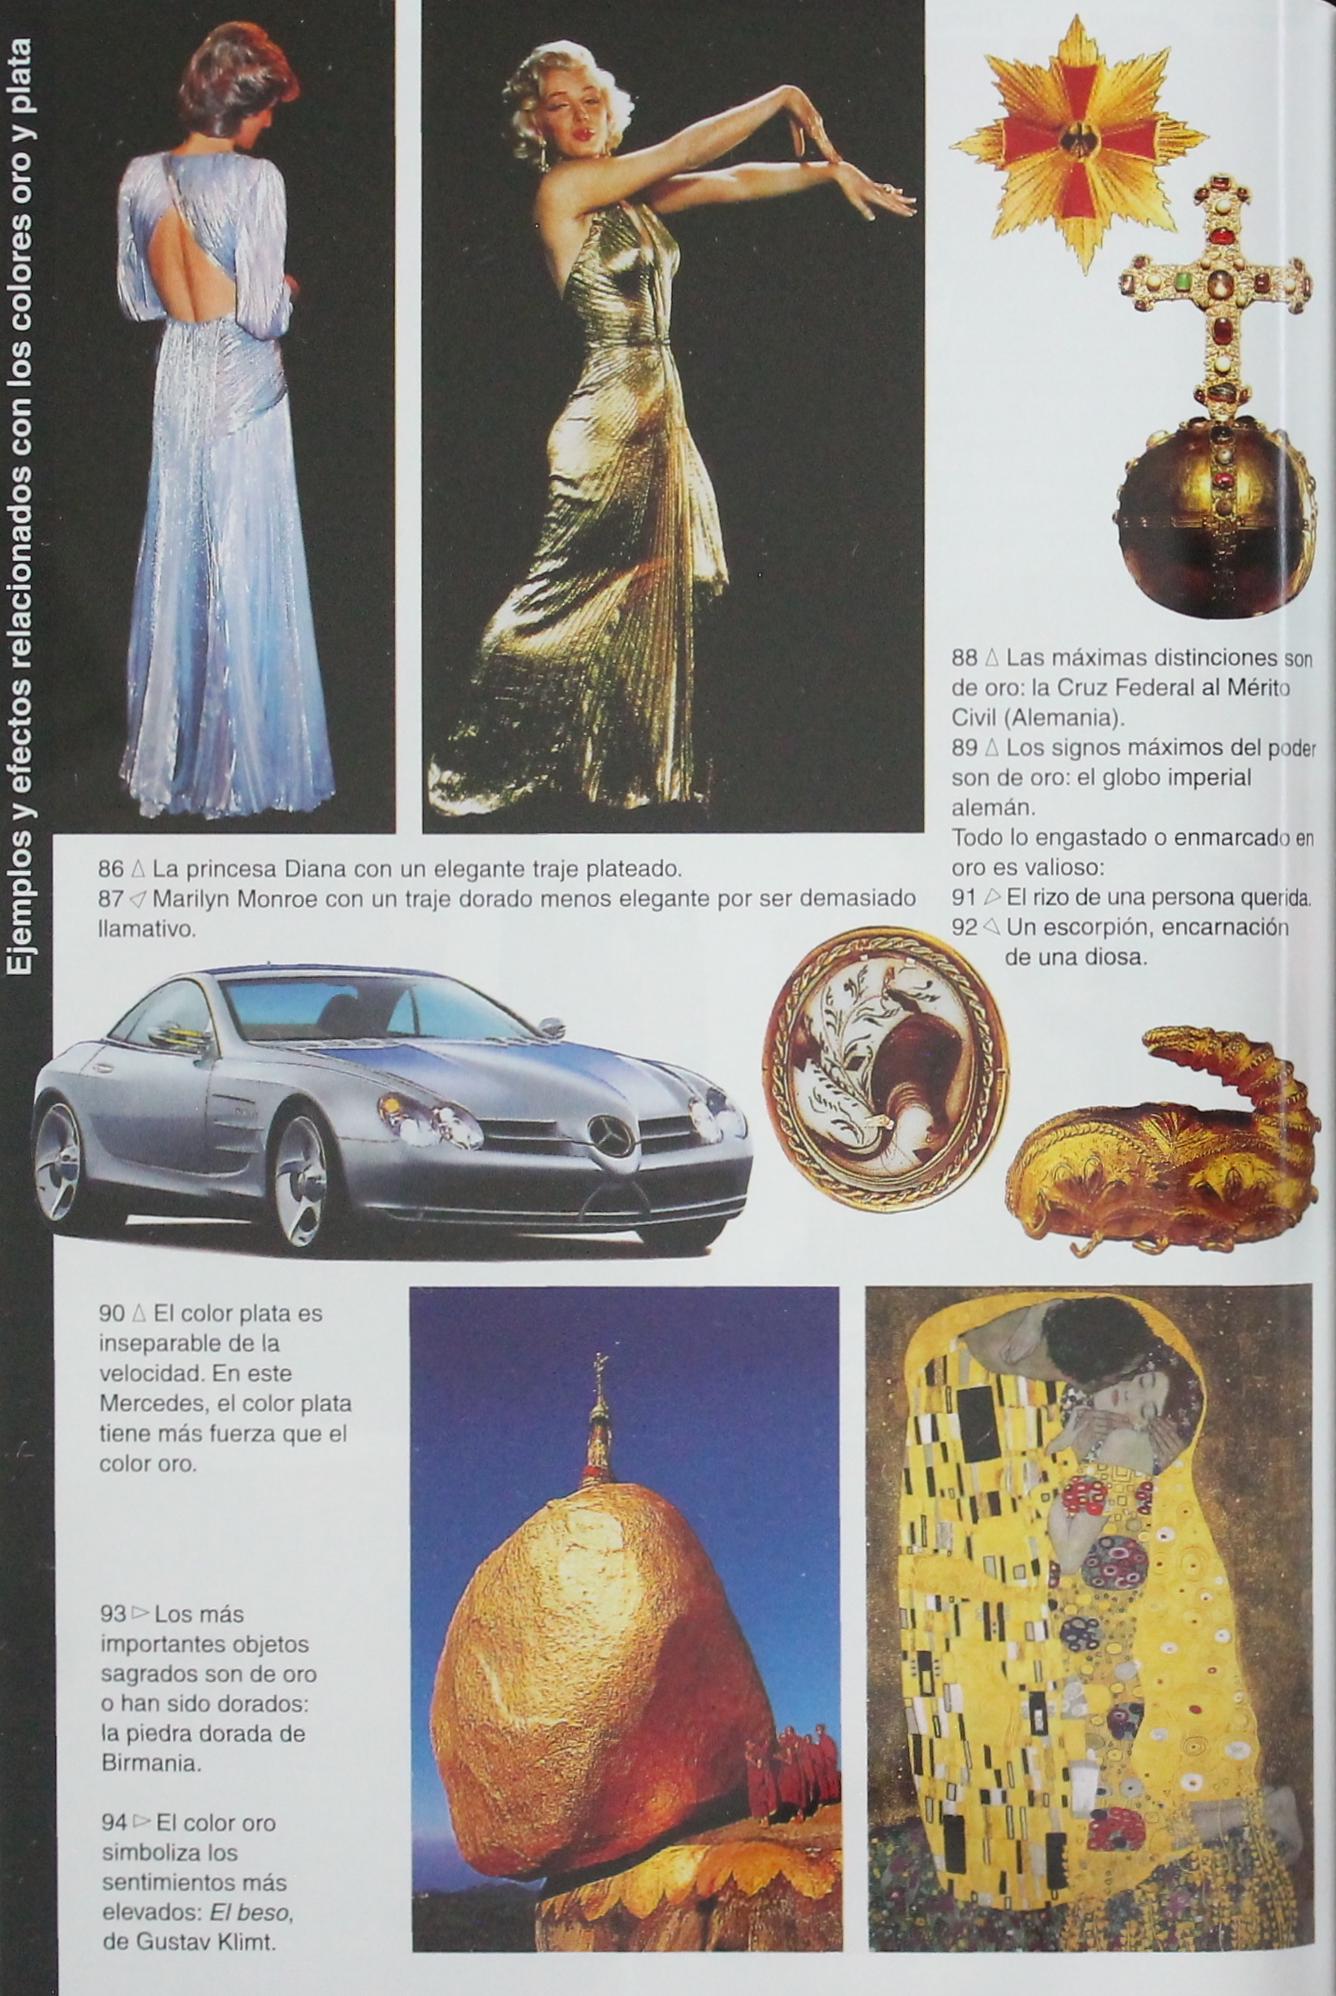 Ejemplos y efectos relacionados con los colores oro y plata
88 △ Las máximas distinciones son
de oro: la Cruz Federal al Mérito
Civil (Alemania).
89 △ Los signos máximos del poder
son de oro: el globo imperial
alemán.
Todo lo engastado o enmarcado en
oro es valioso:
91 ▷ El rizo de una persona querida.
92 ◁ Un escorpión, encarnación
de una diosa.
86 △ La princesa Diana con un elegante traje plateado.
87 ◁ Marilyn Monroe con un traje dorado menos elegante por ser demasiado
llamativo.
90 △ El color plata es
inseparable de la
velocidad. En este
Mercedes, el color plata
tiene más fuerza que el
color oro.
93 ▷ Los más
importantes objetos
sagrados son de oro
o han sido dorados:
la piedra dorada de
Birmania.
94 ▷ El color oro
simboliza los
sentimientos más
elevados: El beso,
de Gustav Klimt.